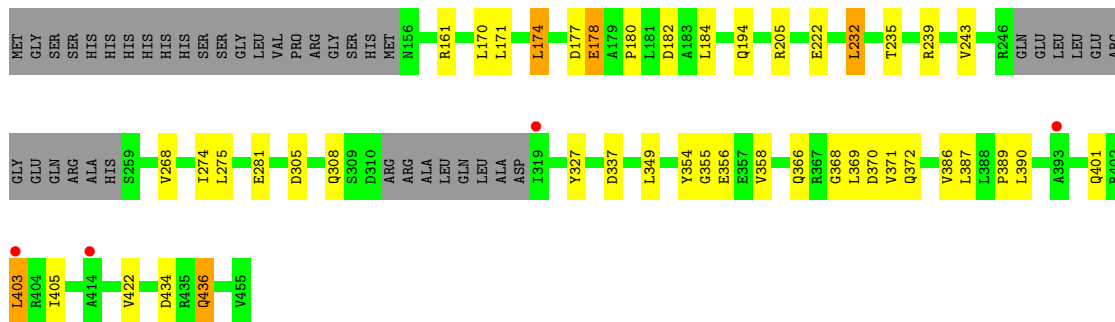 MET GLY SER SER HIS HIS HIS HIS HIS HIS SER SER GLY LEU VAL PRO ARG GLY SER HIS MET N156 R161 L170 L171 L174 D177 E178 A179 P180 L181 D182 A183 L184 Q194 R205 E222 L232 T235 R239 V243 R246 GLN GLU LEU LEU GLU ARG
GLY GLU GLN ARG ALA HIS S259 V268 I274 L275 E281 D305 Q308 S309 D310 ARG ARG ALA LEU GLN LEU ALA ASP I319 Y327 D337 L349 Y354 G355 E356 E357 V358 Q366 R367 G368 L369 D370 V371 Q372 V386 L387 L388 P389 L390 A393 Q401 R402
L403 R404 I405 A414 V422 D434 R435 Q436 V455